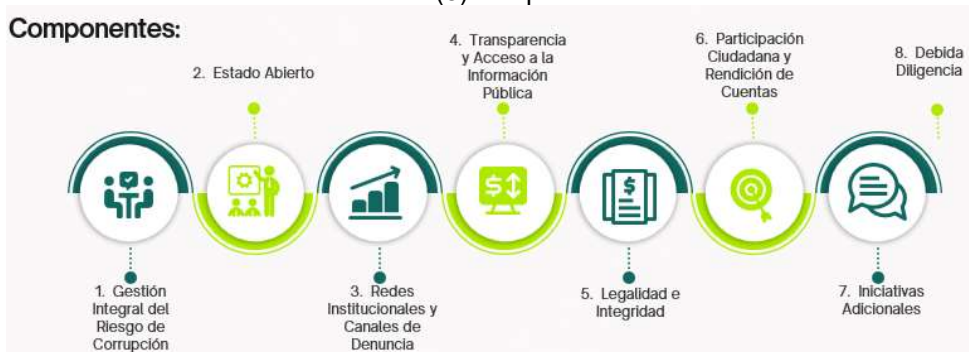 Componentes:
1. Gestión
Integral del
Riesgo de
Corrupción
2. Estado Abierto
3. Redes
Institucionales y
Canales de
Denuncia
4. Transparencia
y Acceso a la
Información
Pública
5. Legalidad e
Integridad
6. Participación
Ciudadana y
Rendición de
Cuentas
7. Iniciativas
Adicionales
8. Debida
Diligencia
$
$